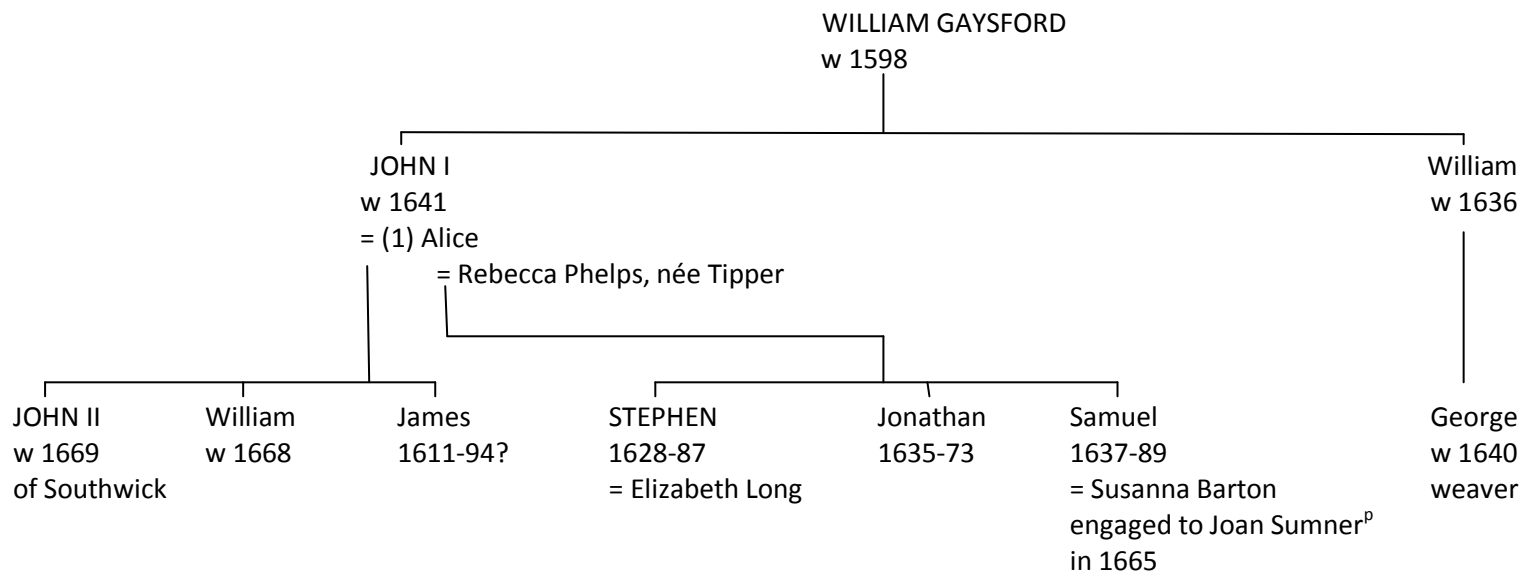 WILLIAM GAYSFORD
w 1598
JOHN I
w 1641
= (1) Alice
= Rebecca Phelps, née Tipper
William
w 1636
JOHN II
w 1669
of Southwick
William
w 1668
James
1611-94?
STEPHEN
1628-87
= Elizabeth Long
Jonathan
1635-73
Samuel
1637-89
= Susanna Barton
engaged to Joan Sumnerᵖ
in 1665
George
w 1640
weaver